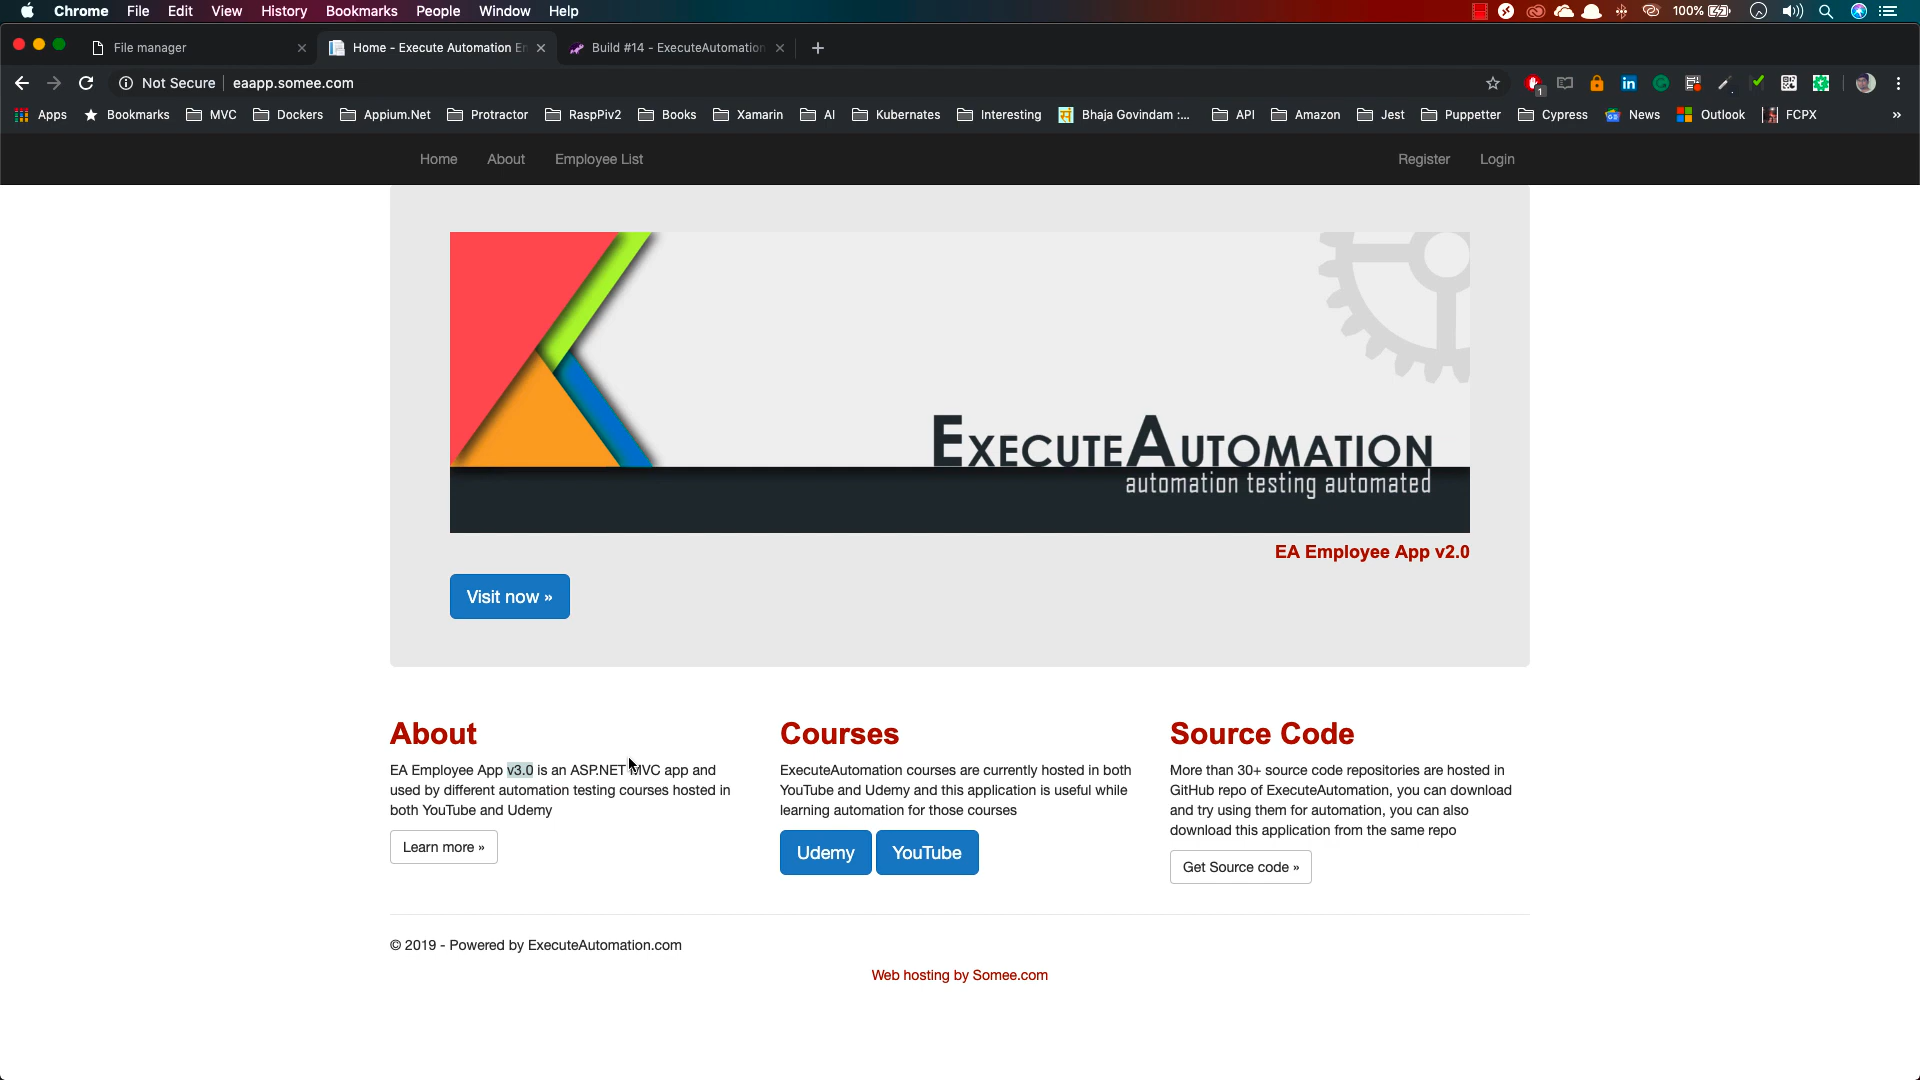 Chrome File Edit View History Bookmarks People Window Help 100%
File manager Home - Execute Automation En Build #14 - ExecuteAutomation
Not Secure eaapp.somee.com
Apps Bookmarks MVC Dockers Appium.Net Protractor RaspPiv2 Books Xamarin AI Kubernates Interesting Bhaja Govindam :... API Amazon Jest Puppetter Cypress News Outlook FCPX »
Home About Employee List Register Login
EXECUTEAUTOMATION
automation testing automated
EA Employee App v2.0
Visit now »
About
EA Employee App v3.0 is an ASP.NET MVC app and
used by different automation testing courses hosted in
both YouTube and Udemy
Learn more »
Courses
ExecuteAutomation courses are currently hosted in both
YouTube and Udemy and this application is useful while
learning automation for those courses
Udemy YouTube
Source Code
More than 30+ source code repositories are hosted in
GitHub repo of ExecuteAutomation, you can download
and try using them for automation, you can also
download this application from the same repo
Get Source code »
© 2019 - Powered by ExecuteAutomation.com
Web hosting by Somee.com